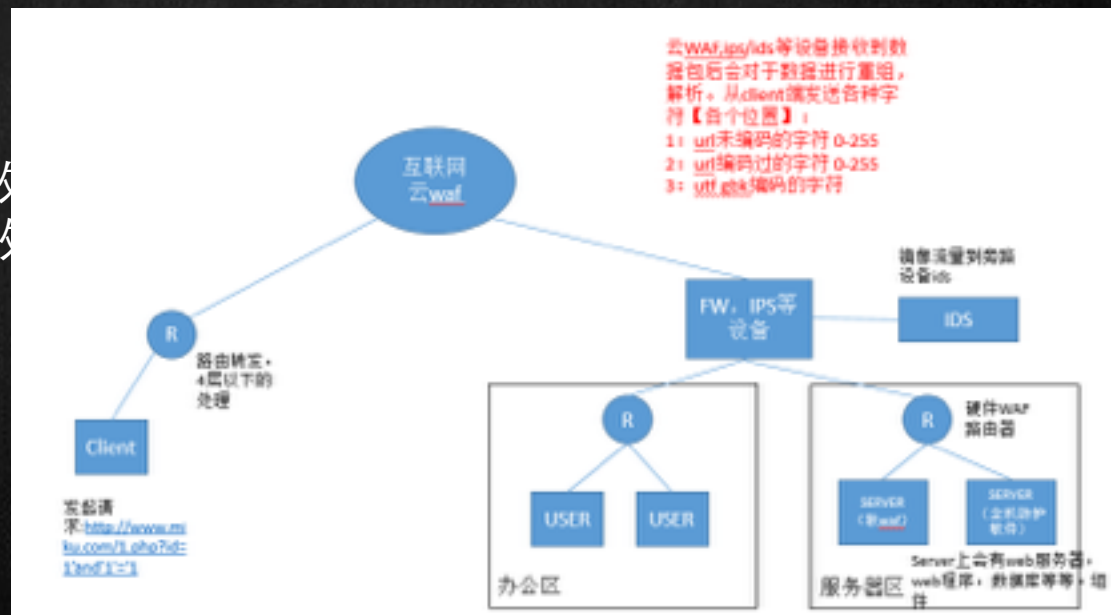 云WAF,ips/ids等设备接收到数
据包后会对于数据进行重组，
解析。从client端发送各种字
符【各个位置】：
1：url未编码的字符 0-255
2：url编码过的字符 0-255
3：utf,gbk编码的字符
互联网
云waf
镜像流量到旁路
设备ids
FW、IPS等
设备
IDS
R
路由转发，
4层以下的
处理
Client
发起请
求:http://www.mi
ku.com/1.php?id=
1'and'1'='1
R
USER
USER
办公区
R
硬件WAF
路由器
SERVER
（软waf）
SERVER
（主机防护
软件）
Server上会有web服务器，
服务器区
web程序，数据库等等，组
件